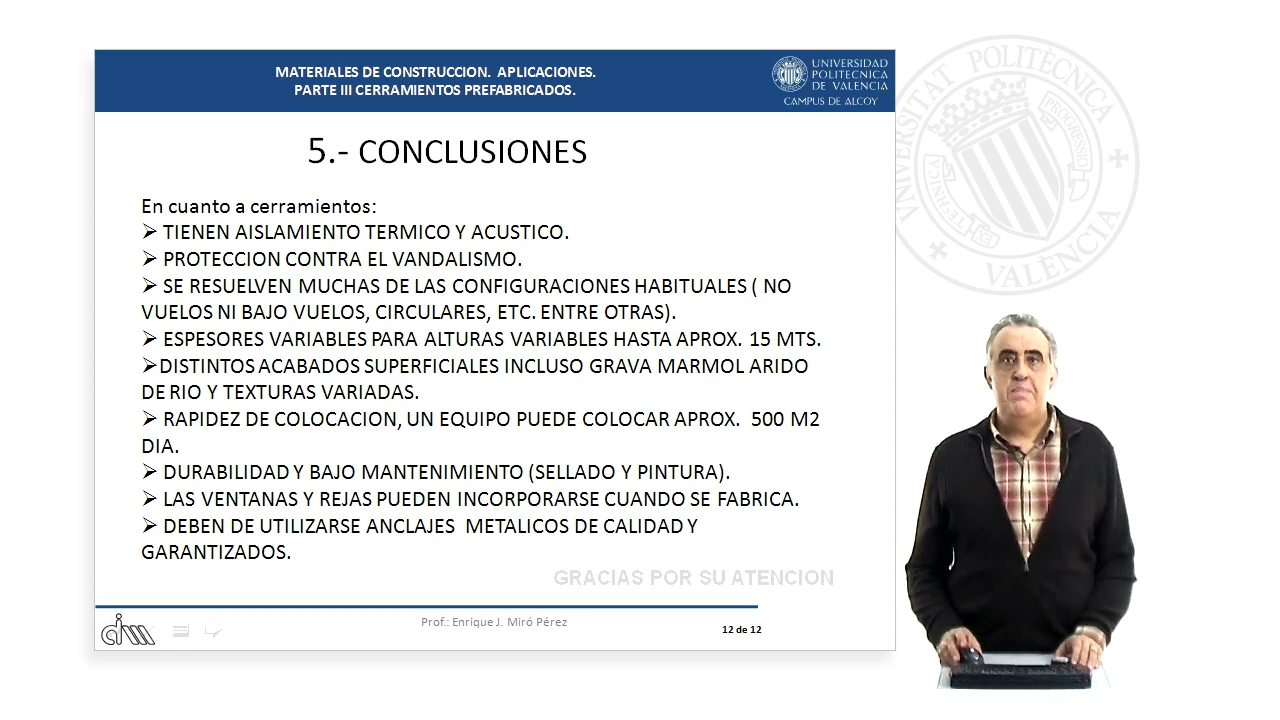 MATERIALES DE CONSTRUCCION. APLICACIONES.
PARTE III CERRAMIENTOS PREFABRICADOS.
UNIVERSIDAD
POLITECNICA
DE VALENCIA
CAMPUS DE ALCOY
UNIVERSITAT POLITÈCNICA
VALÈNCIA
EX TECHNICA
PROGRESSIO
5.- CONCLUSIONES
En cuanto a cerramientos:
➢ TIENEN AISLAMIENTO TERMICO Y ACUSTICO.
➢ PROTECCION CONTRA EL VANDALISMO.
➢ SE RESUELVEN MUCHAS DE LAS CONFIGURACIONES HABITUALES ( NO
VUELOS NI BAJO VUELOS, CIRCULARES, ETC. ENTRE OTRAS).
➢ ESPESORES VARIABLES PARA ALTURAS VARIABLES HASTA APROX. 15 MTS.
➢DISTINTOS ACABADOS SUPERFICIALES INCLUSO GRAVA MARMOL ARIDO
DE RIO Y TEXTURAS VARIADAS.
➢ RAPIDEZ DE COLOCACION, UN EQUIPO PUEDE COLOCAR APROX. 500 M2
DIA.
➢ DURABILIDAD Y BAJO MANTENIMIENTO (SELLADO Y PINTURA).
➢ LAS VENTANAS Y REJAS PUEDEN INCORPORARSE CUANDO SE FABRICA.
➢ DEBEN DE UTILIZARSE ANCLAJES METALICOS DE CALIDAD Y
GARANTIZADOS.
GRACIAS POR SU ATENCION
Prof.: Enrique J. Miró Pérez
12 de 12